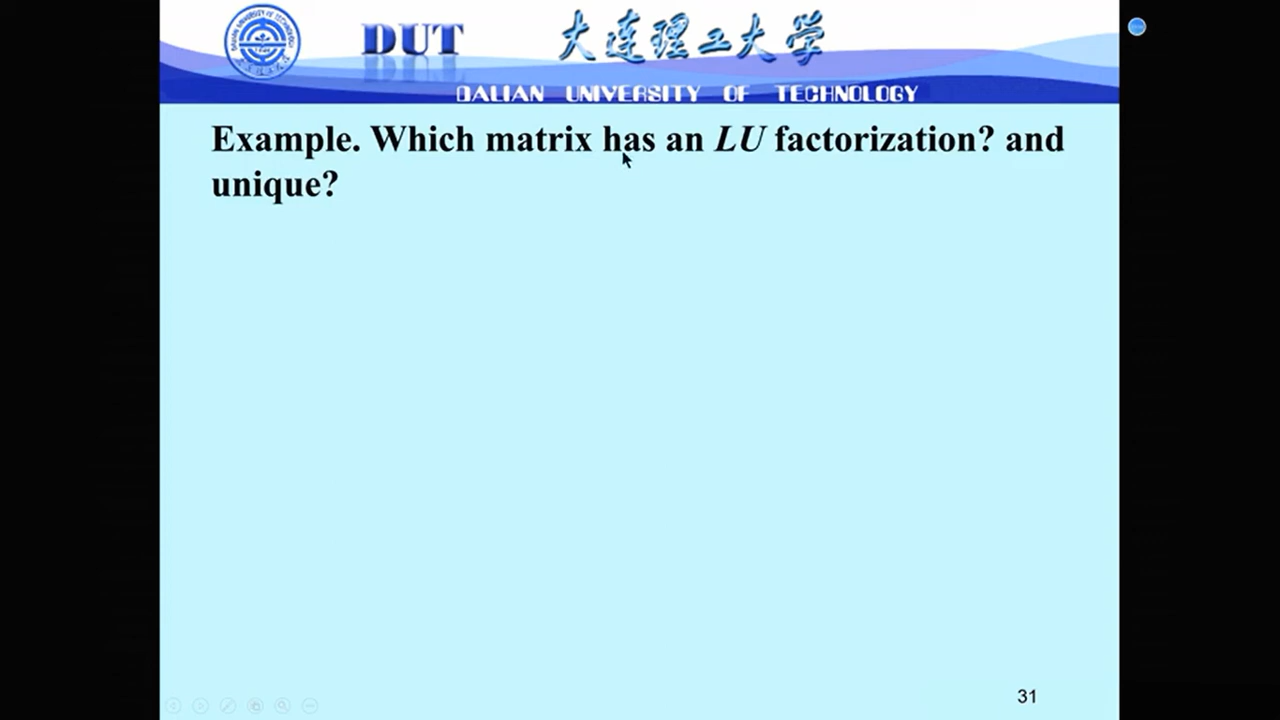 DUT
大连理工大学
DALIAN UNIVERSITY OF TECHNOLOGY
Example. Which matrix has an LU factorization? and
unique?
31